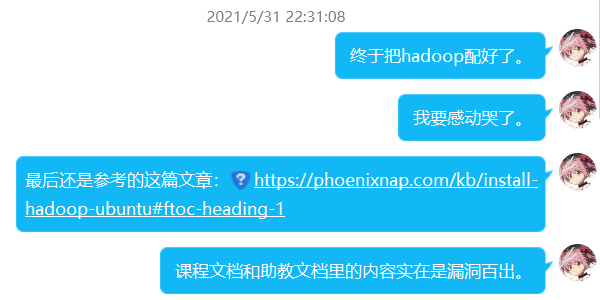 2021/5/31 22:31:08
终于把hadoop配好了。
我要感动哭了。
最后还是参考的这篇文章：https://phoenixnap.com/kb/install-
hadoop-ubuntu#ftoc-heading-1
课程文档和助教文档里的内容实在是漏洞百出。